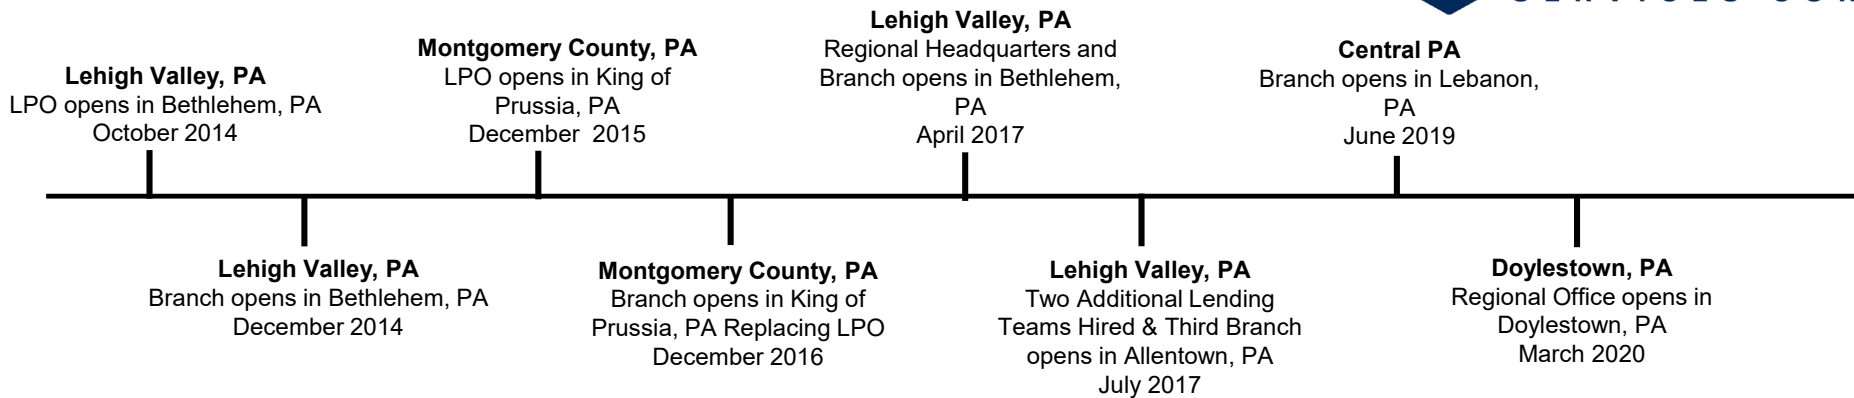 Lehigh Valley, PA
LPO opens in Bethlehem, PA
October 2014
Lehigh Valley, PA
Branch opens in Bethlehem, PA
December 2014
Montgomery County, PA
LPO opens in King of
Prussia, PA
December 2015
Montgomery County, PA
Branch opens in King of
Prussia, PA Replacing LPO
December 2016
Lehigh Valley, PA
Regional Headquarters and
Branch opens in Bethlehem,
PA
April 2017
Lehigh Valley, PA
Two Additional Lending
Teams Hired & Third Branch
opens in Allentown, PA
July 2017
Central PA
Branch opens in Lebanon,
PA
June 2019
Doylestown, PA
Regional Office opens in
Doylestown, PA
March 2020